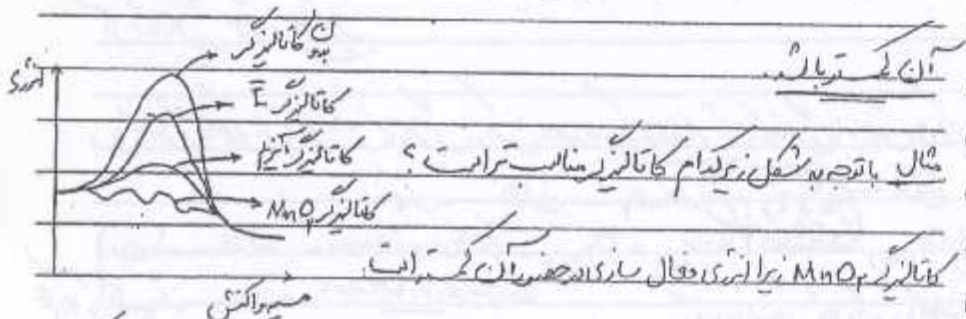 بدون کاتالیزگر
انرژی
آن کمتر باشد.
کاتالیزگر I⁻
کاتالیزگر آنزیم
مثال با توجه به شکل زیر کدام کاتالیزگر مناسب تر است؟
کاتالیزگر MnO₂
کاتالیزگر MnO₂ زیرا انرژی فعال سازی در حضور آن کمتر است.
مسیر واکنش